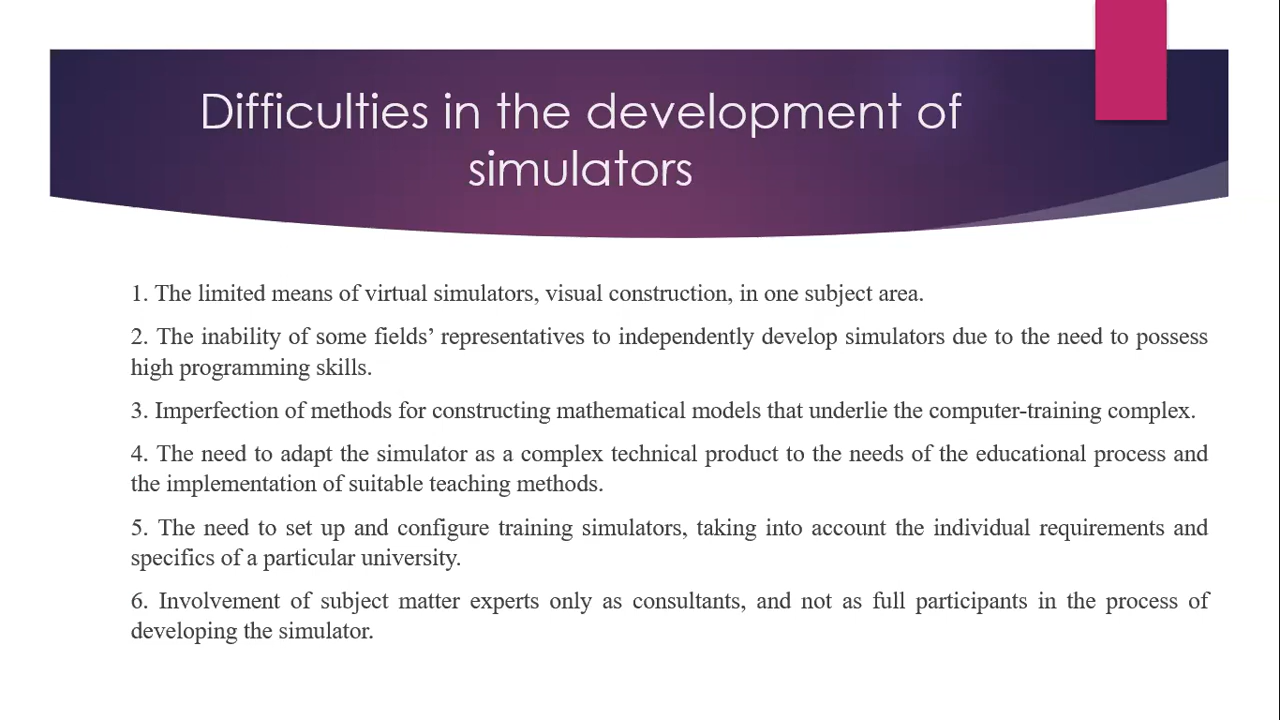 Difficulties in the development of
simulators
1. The limited means of virtual simulators, visual construction, in one subject area.
2. The inability of some fields’ representatives to independently develop simulators due to the need to possess
high programming skills.
3. Imperfection of methods for constructing mathematical models that underlie the computer-training complex.
4. The need to adapt the simulator as a complex technical product to the needs of the educational process and
the implementation of suitable teaching methods.
5. The need to set up and configure training simulators, taking into account the individual requirements and
specifics of a particular university.
6. Involvement of subject matter experts only as consultants, and not as full participants in the process of
developing the simulator.